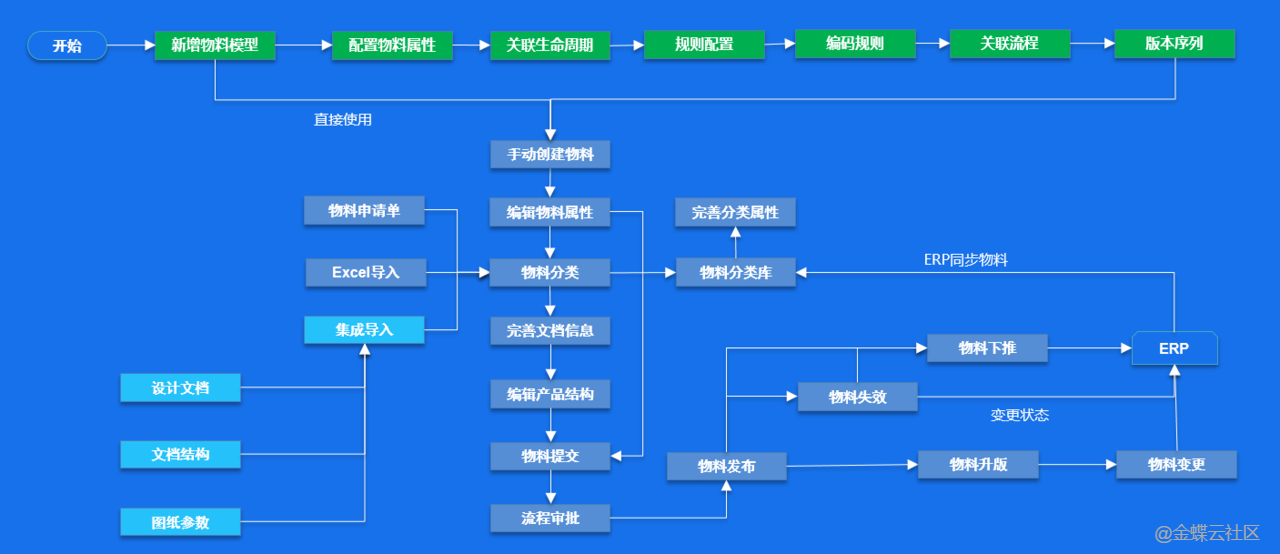 开始
新增物料模型
配置物料属性
关联生命周期
规则配置
编码规则
关联流程
版本序列
直接使用
手动创建物料
物料申请单
编辑物料属性
完善分类属性
Excel导入
物料分类
物料分类库
ERP同步物料
集成导入
完善文档信息
物料下推
ERP
设计文档
编辑产品结构
物料失效
变更状态
文档结构
物料提交
物料发布
物料升版
物料变更
图纸参数
流程审批
@金蝶云社区